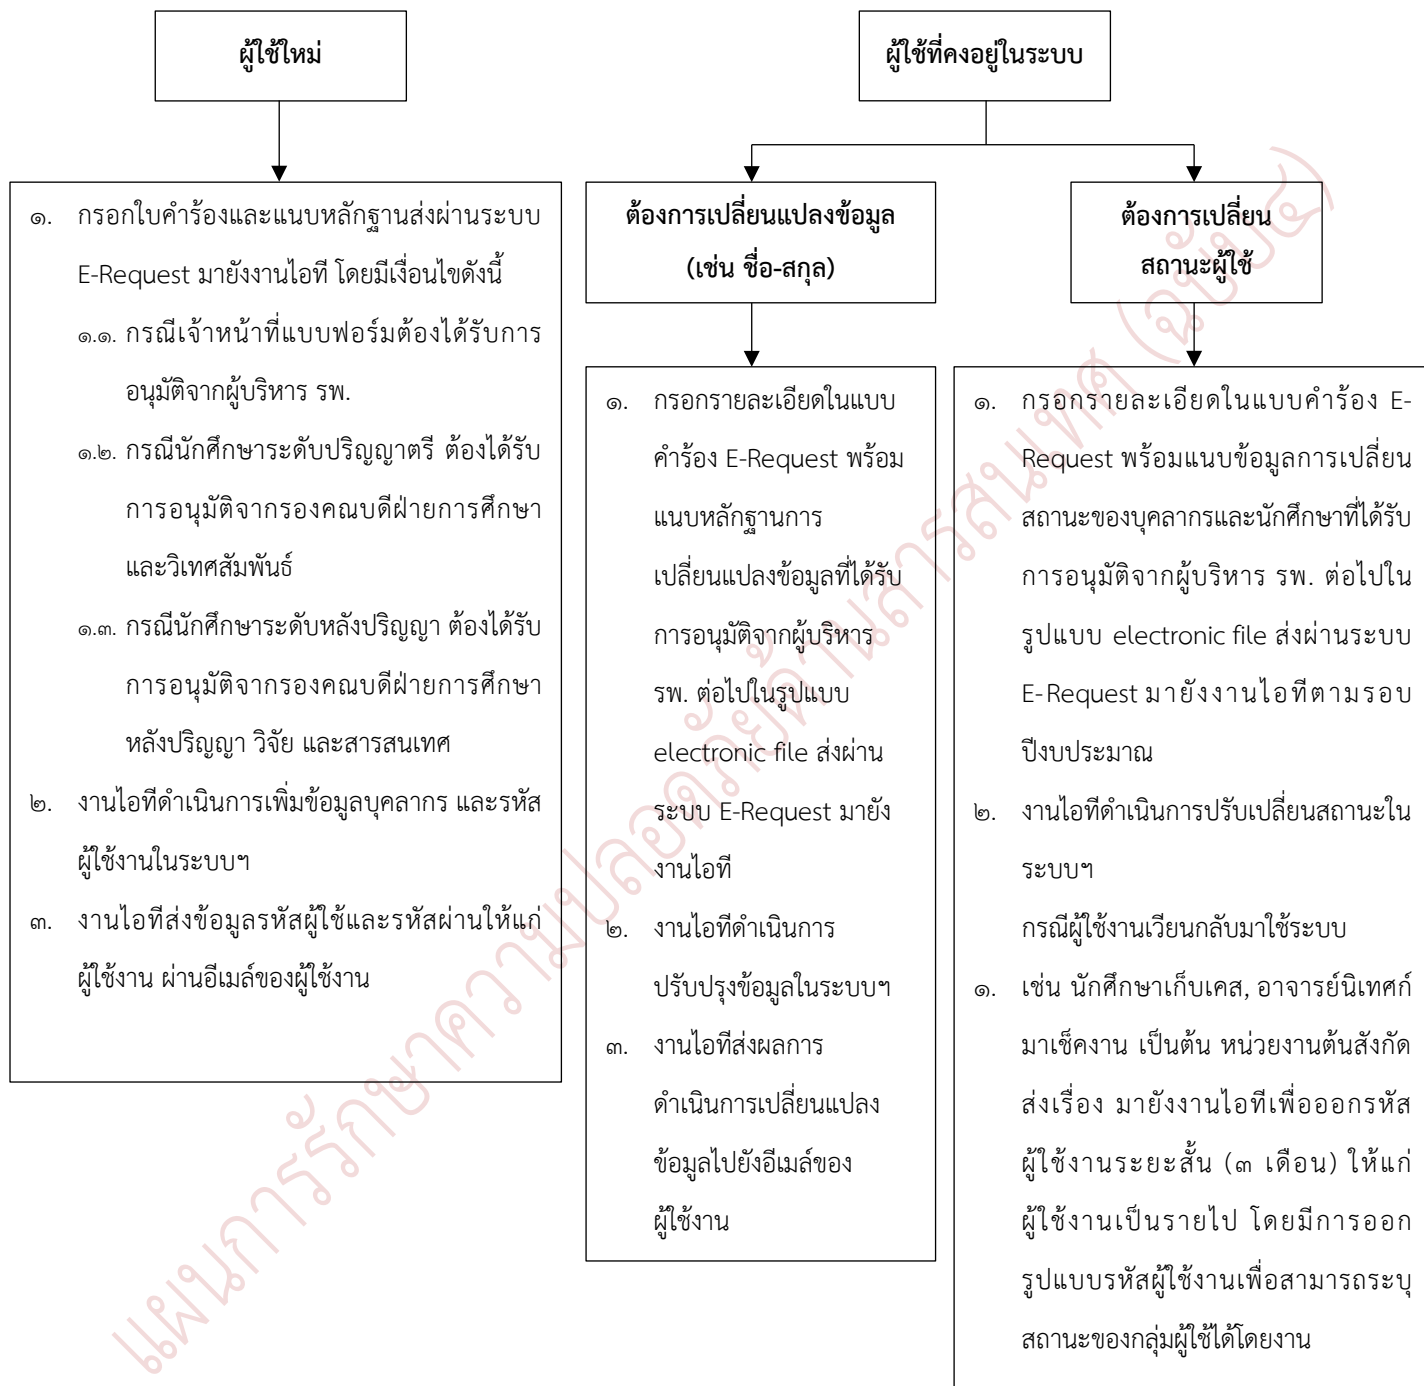 ผู้ใช้ใหม่
ผู้ใช้ที่คงอยู่ในระบบ
๑. กรอกใบคำร้องและแนบหลักฐานส่งผ่านระบบ
E-Request มายังงานไอที โดยมีเงื่อนไขดังนี้
๑.๑. กรณีเจ้าหน้าที่แบบฟอร์มต้องได้รับการ
อนุมัติจากผู้บริหาร รพ.
๑.๒. กรณีนักศึกษาระดับปริญญาตรี ต้องได้รับ
การอนุมัติจากรองคณบดีฝ่ายการศึกษา
และวิเทศสัมพันธ์
๑.๓. กรณีนักศึกษาระดับหลังปริญญา ต้องได้รับ
การอนุมัติจากรองคณบดีฝ่ายการศึกษา
หลังปริญญา วิจัย และสารสนเทศ
๒. งานไอทีดำเนินการเพิ่มข้อมูลบุคลากร และรหัส
ผู้ใช้งานในระบบฯ
๓. งานไอทีส่งข้อมูลรหัสผู้ใช้และรหัสผ่านให้แก่
ผู้ใช้งาน ผ่านอีเมล์ของผู้ใช้งาน
ต้องการเปลี่ยนแปลงข้อมูล
(เช่น ชื่อ-สกุล)
๑. กรอกรายละเอียดในแบบ
คำร้อง E-Request พร้อม
แนบหลักฐานการ
เปลี่ยนแปลงข้อมูลที่ได้รับ
การอนุมัติจากผู้บริหาร
รพ. ต่อไปในรูปแบบ
electronic file ส่งผ่าน
ระบบ E-Request มายัง
งานไอที
๒. งานไอทีดำเนินการ
ปรับปรุงข้อมูลในระบบฯ
๓. งานไอทีส่งผลการ
ดำเนินการเปลี่ยนแปลง
ข้อมูลไปยังอีเมล์ของ
ผู้ใช้งาน
ต้องการเปลี่ยน
สถานะผู้ใช้
๑. กรอกรายละเอียดในแบบคำร้อง E-
Request พร้อมแนบข้อมูลการเปลี่ยน
สถานะของบุคลากรและนักศึกษาที่ได้รับ
การอนุมัติจากผู้บริหาร รพ. ต่อไปใน
รูปแบบ electronic file ส่งผ่านระบบ
E-Request มายังงานไอทีตามรอบ
ปีงบประมาณ
๒. งานไอทีดำเนินการปรับเปลี่ยนสถานะใน
ระบบฯ
กรณีผู้ใช้งานเวียนกลับมาใช้ระบบ
๑. เช่น นักศึกษาเก็บเคส, อาจารย์นิเทศก์
มาเช็คงาน เป็นต้น หน่วยงานต้นสังกัด
ส่งเรื่อง มายังงานไอทีเพื่อออกรหัส
ผู้ใช้งานระยะสั้น (๓ เดือน) ให้แก่
ผู้ใช้งานเป็นรายไป โดยมีการออก
รูปแบบรหัสผู้ใช้งานเพื่อสามารถระบุ
สถานะของกลุ่มผู้ใช้ได้โดยงาน
แผนการรักษาความปลอดภัยด้านสารสนเทศ (ฉบับ๕)